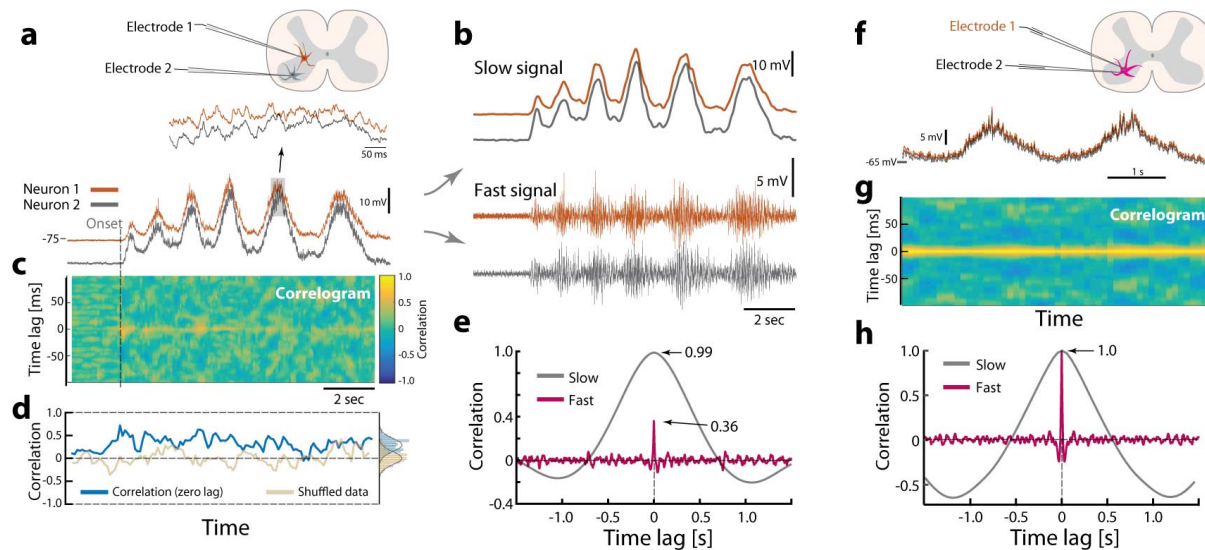 a
Electrode 1
Electrode 2
50 ms
Neuron 1
Neuron 2
Onset
10 mV
-75
b
Slow signal
10 mV
Fast signal
5 mV
2 sec
c
Correlogram
Time lag [ms]
50
0
-50
1.0
0.5
0
-0.5
-1.0
Correlation
2 sec
d
Correlation
1.0
0.5
0
-0.5
-1.0
Correlation (zero lag)
Shuffled data
Time
e
Correlation
1.0
0.8
0.4
0
-0.4
Slow
Fast
0.99
0.36
-1.0
-0.5
0
0.5
1.0
1.5
Time lag [s]
f
Electrode 1
Electrode 2
5 mV
-65 mV
1 s
g
Correlogram
Time lag [ms]
50
0
-50
Time
h
Correlation
1.0
0.5
0
-0.5
Slow
Fast
1.0
-1.0
-0.5
0
0.5
1.0
1.5
Time lag [s]